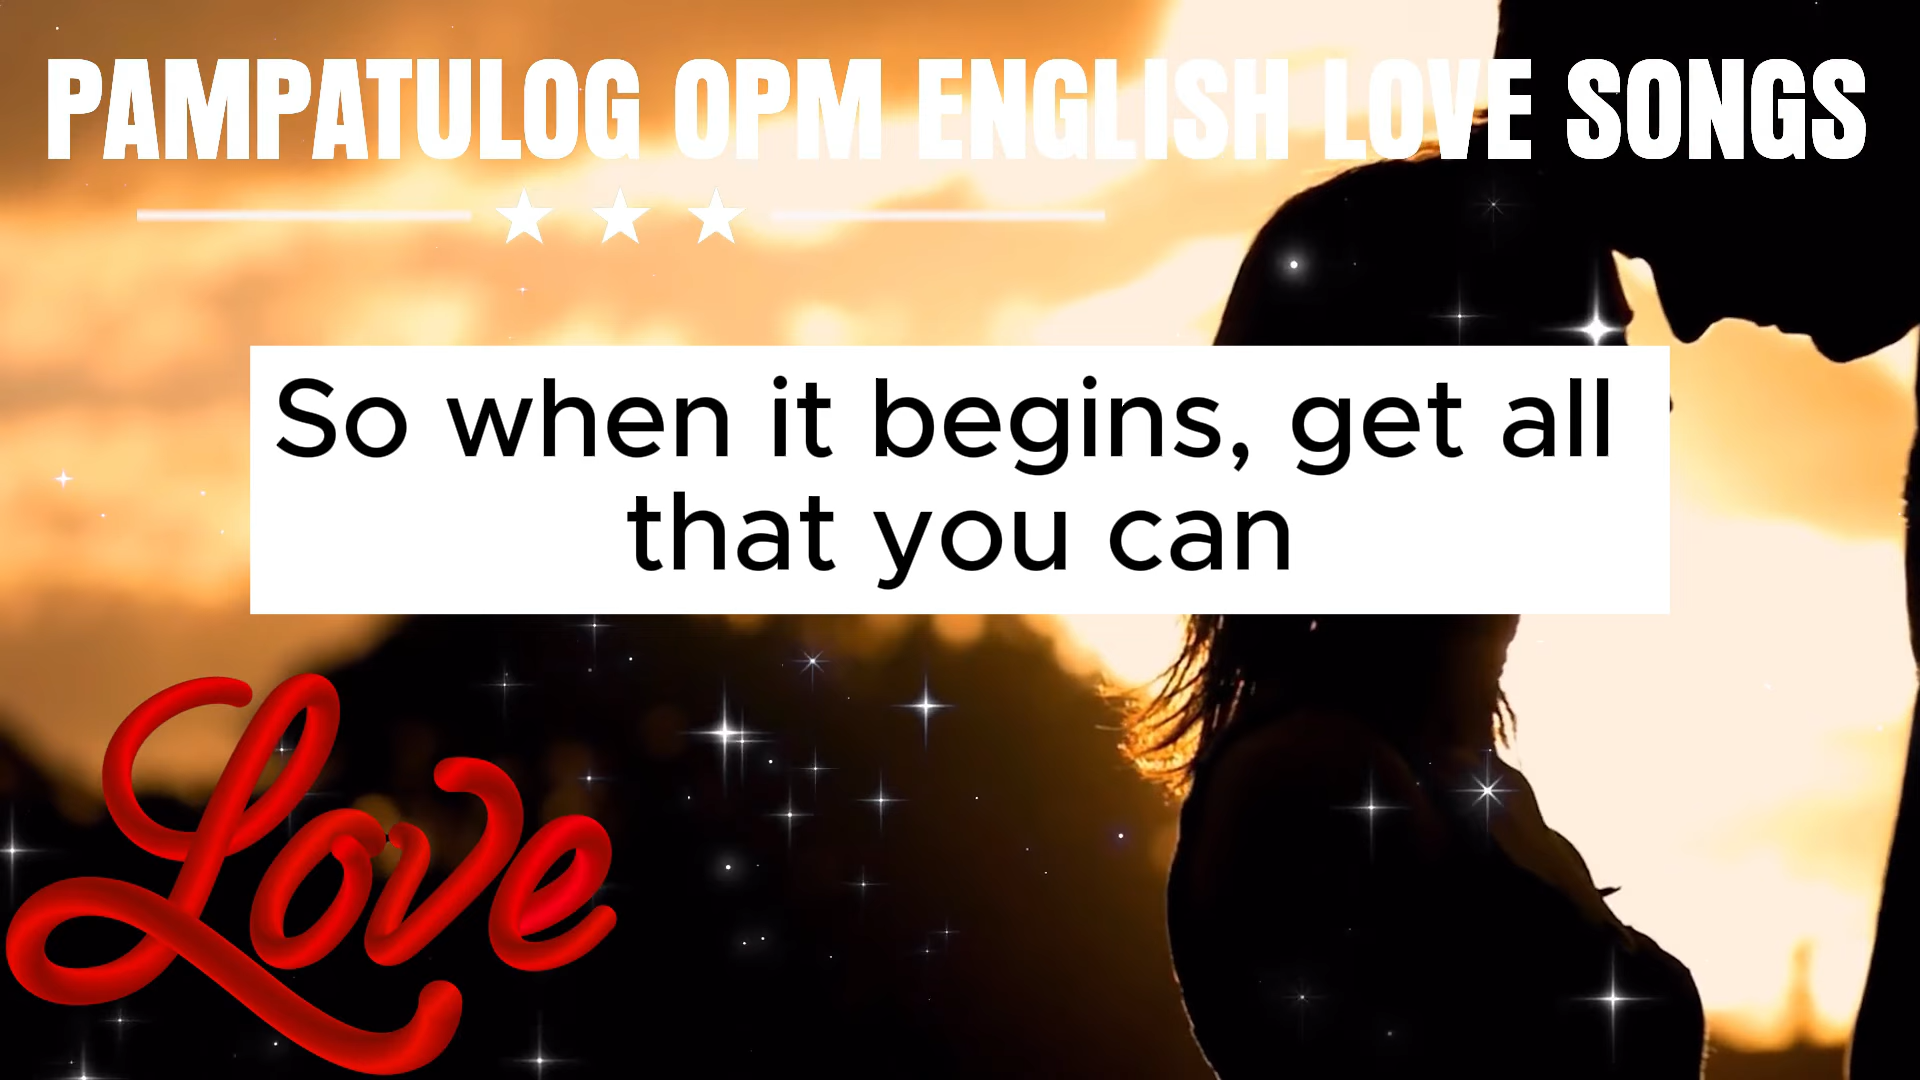 PAMPATULOG OPM ENGLISH LOVE SONGS
So when it begins, get all
that you can
Love